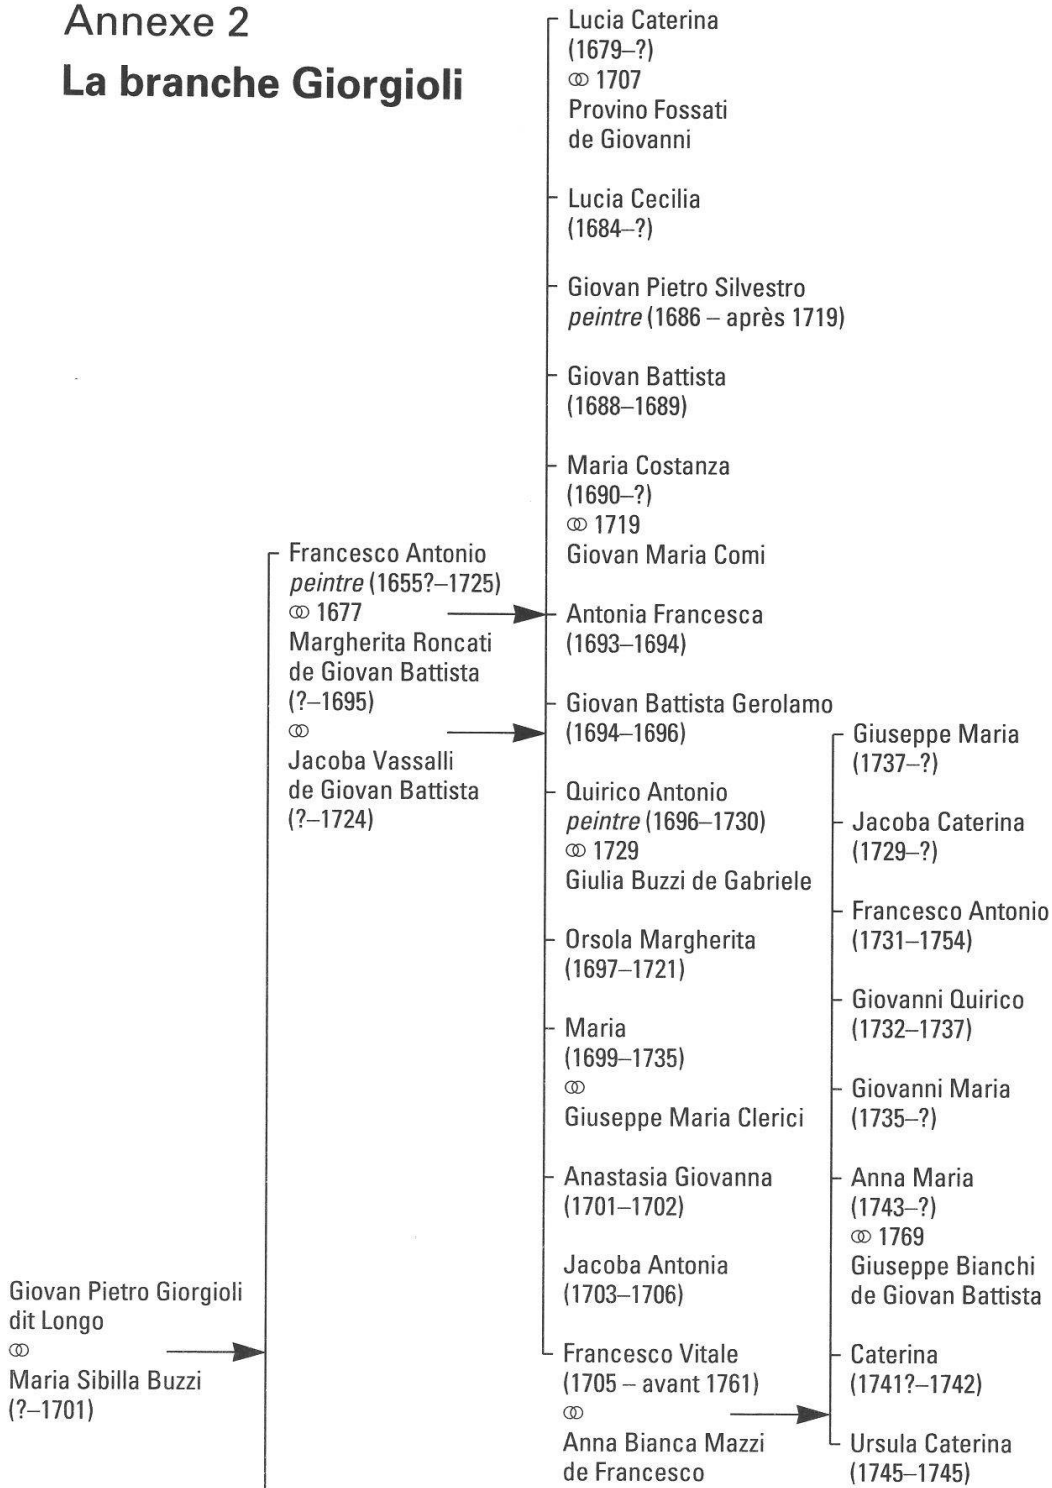 Annexe 2
La branche Giorgioli
Giovan Pietro Giorgioli
dit Longo
⚭
Maria Sibilla Buzzi
(?–1701)
Francesco Antonio
peintre (1655?–1725)
⚭ 1677
Margherita Roncati
de Giovan Battista
(?–1695)
⚭
Jacoba Vassalli
de Giovan Battista
(?–1724)
Lucia Caterina
(1679–?)
⚭ 1707
Provino Fossati
de Giovanni
Lucia Cecilia
(1684–?)
Giovan Pietro Silvestro
peintre (1686 – après 1719)
Giovan Battista
(1688–1689)
Maria Costanza
(1690–?)
⚭ 1719
Giovan Maria Comi
Antonia Francesca
(1693–1694)
Giovan Battista Gerolamo
(1694–1696)
Quirico Antonio
peintre (1696–1730)
⚭ 1729
Giulia Buzzi de Gabriele
Orsola Margherita
(1697–1721)
Maria
(1699–1735)
⚭
Giuseppe Maria Clerici
Anastasia Giovanna
(1701–1702)
Jacoba Antonia
(1703–1706)
Francesco Vitale
(1705 – avant 1761)
⚭
Anna Bianca Mazzi
de Francesco
Giuseppe Maria
(1737–?)
Jacoba Caterina
(1729–?)
Francesco Antonio
(1731–1754)
Giovanni Quirico
(1732–1737)
Giovanni Maria
(1735–?)
Anna Maria
(1743–?)
⚭ 1769
Giuseppe Bianchi
de Giovan Battista
Caterina
(1741?–1742)
Ursula Caterina
(1745–1745)